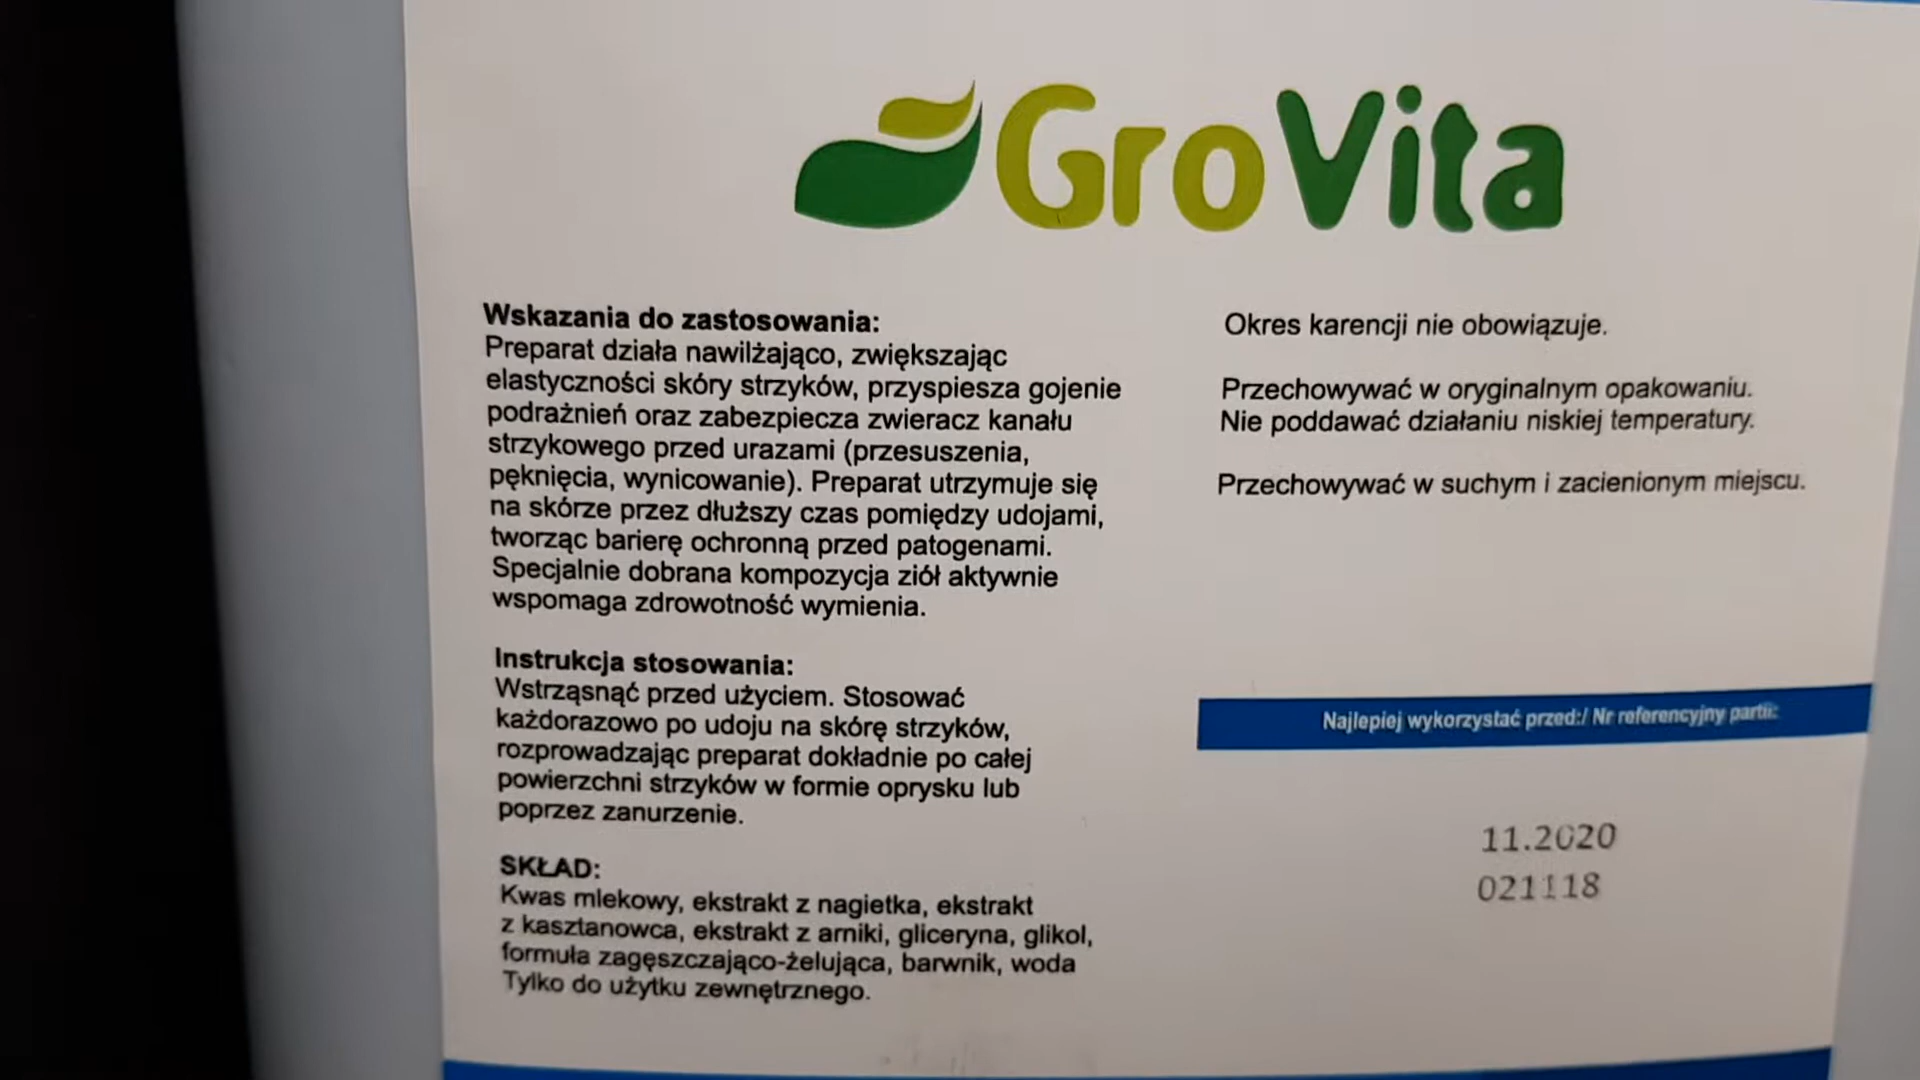 GroVita
Wskazania do zastosowania:
Preparat działa nawilżająco, zwiększając
elastyczności skóry strzyków, przyspiesza gojenie
podrażnień oraz zabezpiecza zwieracz kanału
strzykowego przed urazami (przesuszenia,
pęknięcia, wynicowanie). Preparat utrzymuje się
na skórze przez dłuższy czas pomiędzy udojami,
tworząc barierę ochronną przed patogenami.
Specjalnie dobrana kompozycja ziół aktywnie
wspomaga zdrowotność wymienia.
Instrukcja stosowania:
Wstrząsnąć przed użyciem. Stosować
każdorazowo po udoju na skórę strzyków,
rozprowadzając preparat dokładnie po całej
powierzchni strzyków w formie oprysku lub
poprzez zanurzenie.
SKŁAD:
Kwas mlekowy, ekstrakt z nagietka, ekstrakt
z kasztanowca, ekstrakt z arniki, gliceryna, glikol,
formuła zagęszczająco-żelująca, barwnik, woda
Tylko do użytku zewnętrznego.
Okres karencji nie obowiązuje.
Przechowywać w oryginalnym opakowaniu.
Nie poddawać działaniu niskiej temperatury.
Przechowywać w suchym i zacienionym miejscu.
Najlepiej wykorzystać przed:/ Nr referencyjny partii:
11.2020
021118